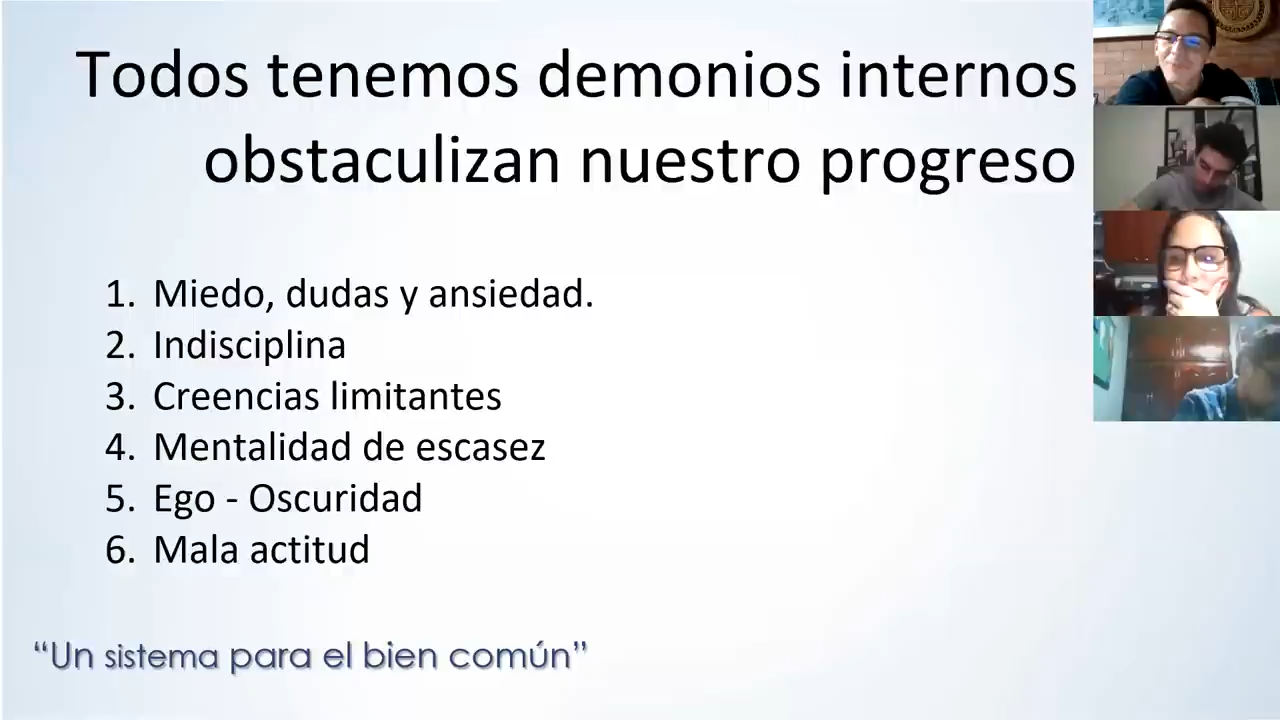 Todos tenemos demonios internos
obstaculizan nuestro progreso
1. Miedo, dudas y ansiedad.
2. Indisciplina
3. Creencias limitantes
4. Mentalidad de escasez
5. Ego - Oscuridad
6. Mala actitud
“Un sistema para el bien común”